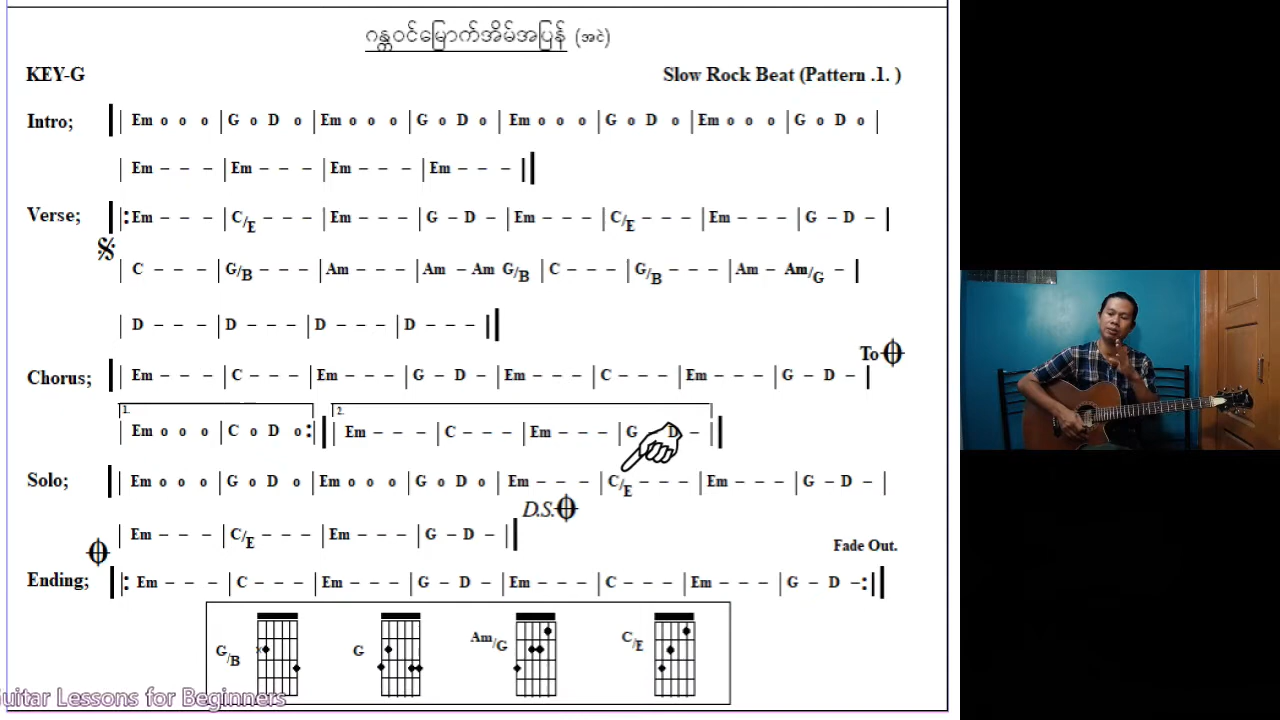 ဂန္တဝင်မြောက်အိမ်အပြန် (အငဲ)
KEY-G
Slow Rock Beat (Pattern .1. )
Intro; | Em o o o | G o D o | Em o o o | G o D o | Em o o o | G o D o | Em o o o | G o D o |
| Em – – – | Em – – – | Em – – – | Em – – – ||
Verse; |: Em – – – | C/E – – – | Em – – – | G – D – | Em – – – | C/E – – – | Em – – – | G – D – |
| C – – – | G/B – – – | Am – – – | Am – Am G/B | C – – – | G/B – – – | Am – Am/G – |
| D – – – | D – – – | D – – – | D – – – ||
To
Chorus; | Em – – – | C – – – | Em – – – | G – D – | Em – – – | C – – – | Em – – – | G – D – |
1. 2.
| Em o o o | C o D o :|| Em – – – | C – – – | Em – – – | G – D – ||
Solo; | Em o o o | G o D o | Em o o o | G o D o | Em – – – | C/E – – – | Em – – – | G – D – |
D.S.
| Em – – – | C/E – – – | Em – – – | G – D – ||
Fade Out.
Ending; |: Em – – – | C – – – | Em – – – | G – D – | Em – – – | C – – – | Em – – – | G – D – :||
G/B G Am/G C/E
x
Guitar Lessons for Beginners